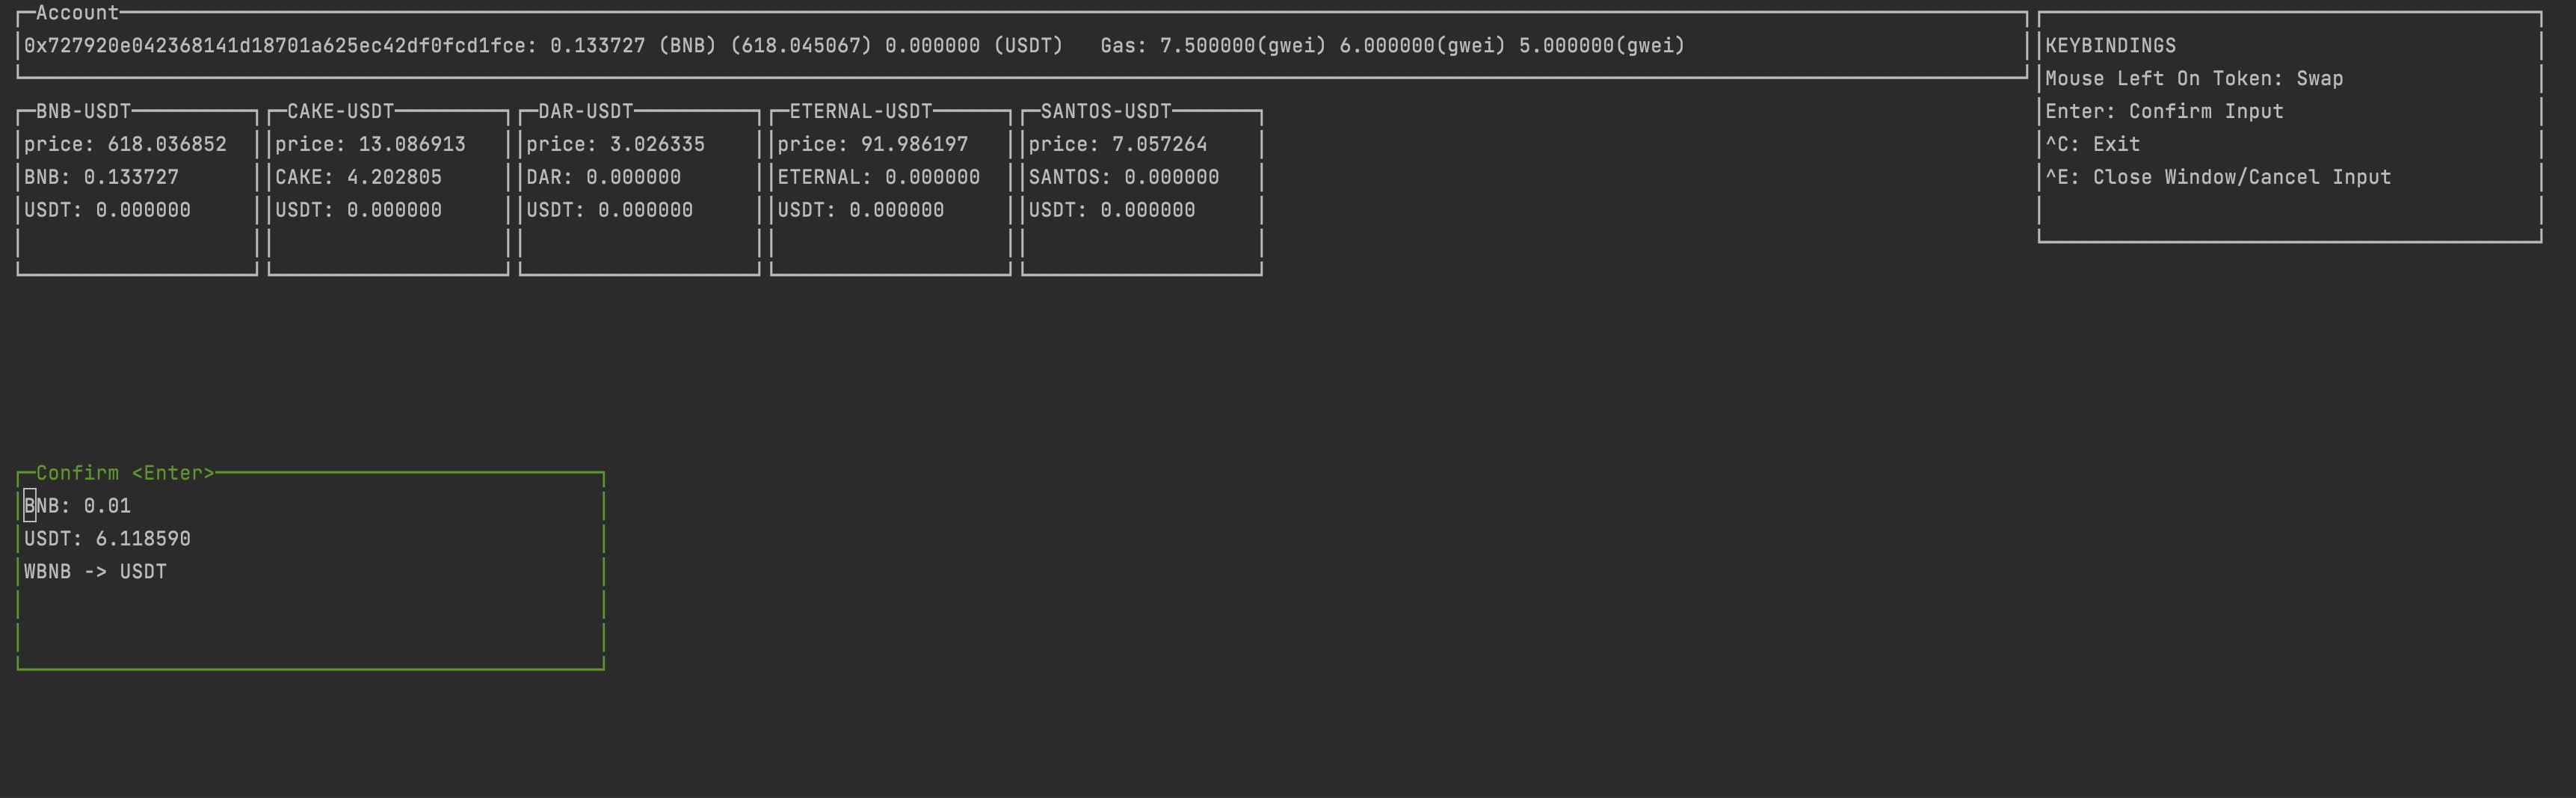 Account
0x727920e042368141d18701a625ec42df0fcd1fce: 0.133727 (BNB) (618.045067) 0.000000 (USDT) Gas: 7.500000(gwei) 6.000000(gwei) 5.000000(gwei)
KEYBINDINGS
Mouse Left On Token: Swap
Enter: Confirm Input
^C: Exit
^E: Close Window/Cancel Input
BNB-USDT
price: 618.036852
BNB: 0.133727
USDT: 0.000000
CAKE-USDT
price: 13.086913
CAKE: 4.202805
USDT: 0.000000
DAR-USDT
price: 3.026335
DAR: 0.000000
USDT: 0.000000
ETERNAL-USDT
price: 91.986197
ETERNAL: 0.000000
USDT: 0.000000
SANTOS-USDT
price: 7.057264
SANTOS: 0.000000
USDT: 0.000000
Confirm <Enter>
BNB: 0.01
USDT: 6.118590
WBNB -> USDT